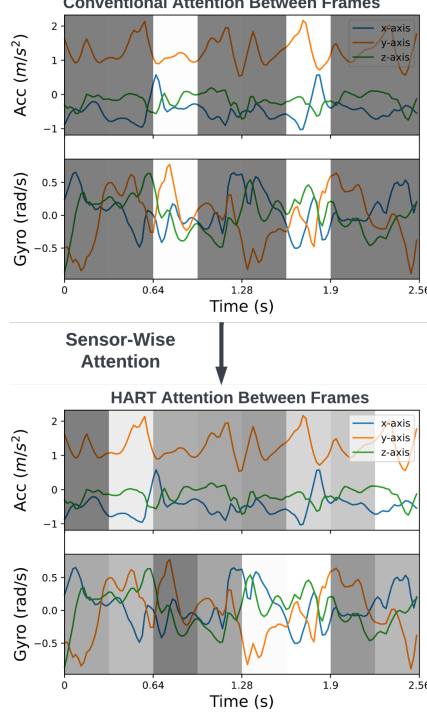 Conventional Attention Between Frames
2
1
0
−1
Acc (m/s²)
x-axis
y-axis
z-axis
0.5
0.0
−0.5
Gyro (rad/s)
0
0.64
1.28
1.9
2.56
Time (s)
Sensor-Wise
Attention
HART Attention Between Frames
2
1
0
−1
Acc (m/s²)
x-axis
y-axis
z-axis
0.5
0.0
−0.5
Gyro (rad/s)
0
0.64
1.28
1.9
2.56
Time (s)